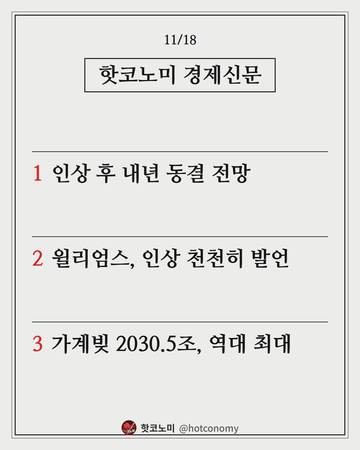 11/18
핫코노미 경제신문
1 인상 후 내년 동결 전망
2 윌리엄스, 인상 천천히 발언
3 가계빚 2030.5조, 역대 최대
핫코노미 @hotconomy